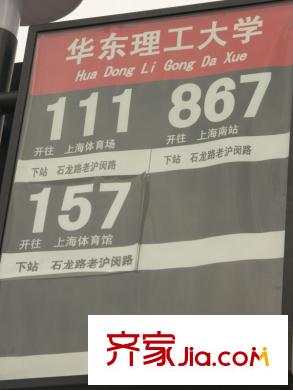 华东理工大学
Hua Dong Li Gong Da Xue
111 867
开往 上海体育场 开往 上海南站
下站 石龙路老沪闵路 下站 石龙路老沪闵路
157
开往 上海体育馆
下站 石龙路老沪闵路
齐家Jia.com